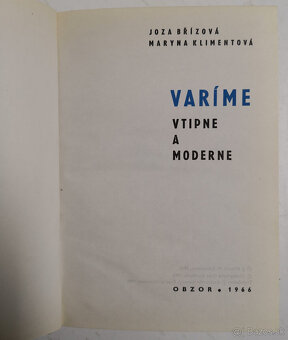 JOZA BŘÍZOVÁ
MARYNA KLIMENTOVÁ
VARÍME
VTIPNE
A
MODERNE
OBZOR • 1966